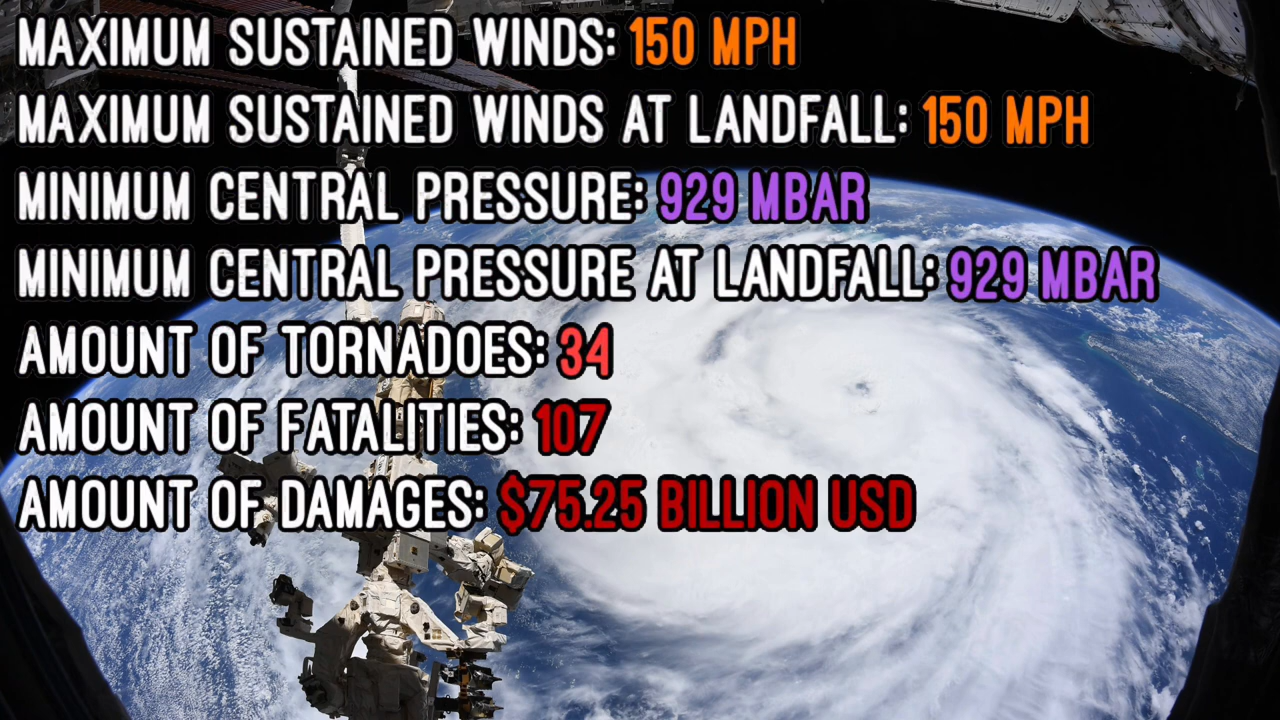 MAXIMUM SUSTAINED WINDS: 150 MPH
MAXIMUM SUSTAINED WINDS AT LANDFALL: 150 MPH
MINIMUM CENTRAL PRESSURE: 929 MBAR
MINIMUM CENTRAL PRESSURE AT LANDFALL: 929 MBAR
AMOUNT OF TORNADOES: 34
AMOUNT OF FATALITIES: 107
AMOUNT OF DAMAGES: $75.25 BILLION USD